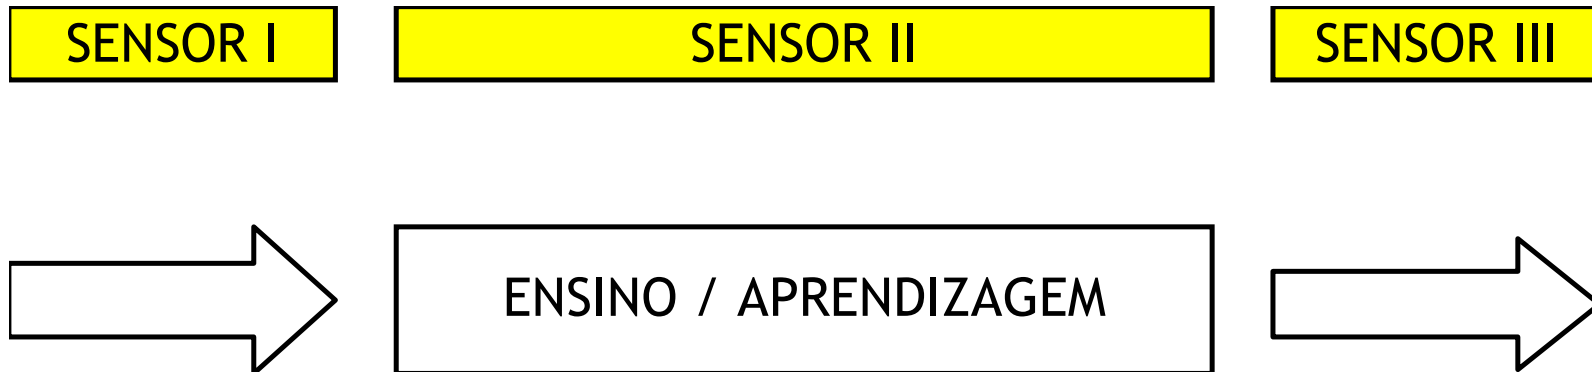 SENSOR I
SENSOR II
SENSOR III
ENSINO / APRENDIZAGEM